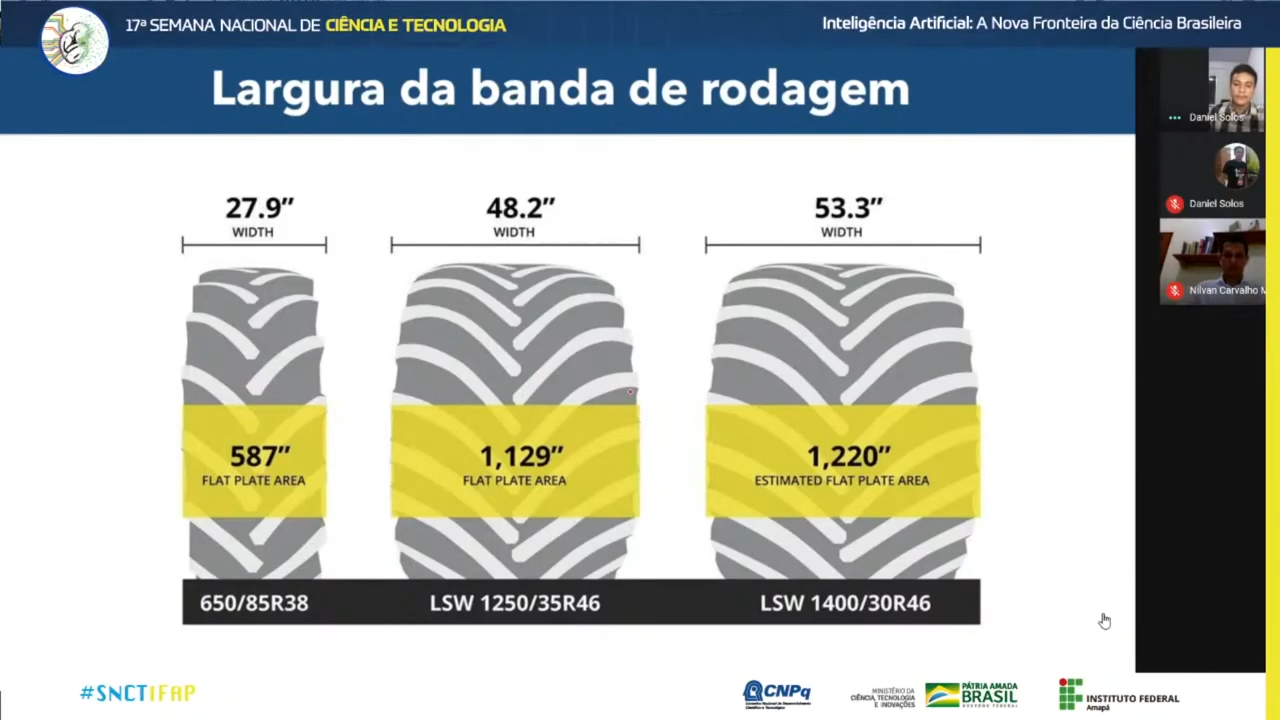 17ª SEMANA NACIONAL DE CIÊNCIA E TECNOLOGIA
Inteligência Artificial: A Nova Fronteira da Ciência Brasileira
Largura da banda de rodagem
Daniel Solos
Daniel Solos
Nilvan Carvalho M
27.9”
WIDTH
48.2”
WIDTH
53.3”
WIDTH
587”
FLAT PLATE AREA
1,129”
FLAT PLATE AREA
1,220”
ESTIMATED FLAT PLATE AREA
650/85R38
LSW 1250/35R46
LSW 1400/30R46
#SNCTIFAP
CNPq
Conselho Nacional de Desenvolvimento
Científico e Tecnológico
MINISTÉRIO DA
CIÊNCIA, TECNOLOGIA
E INOVAÇÕES
PÁTRIA AMADA
BRASIL
GOVERNO FEDERAL
INSTITUTO FEDERAL
Amapá